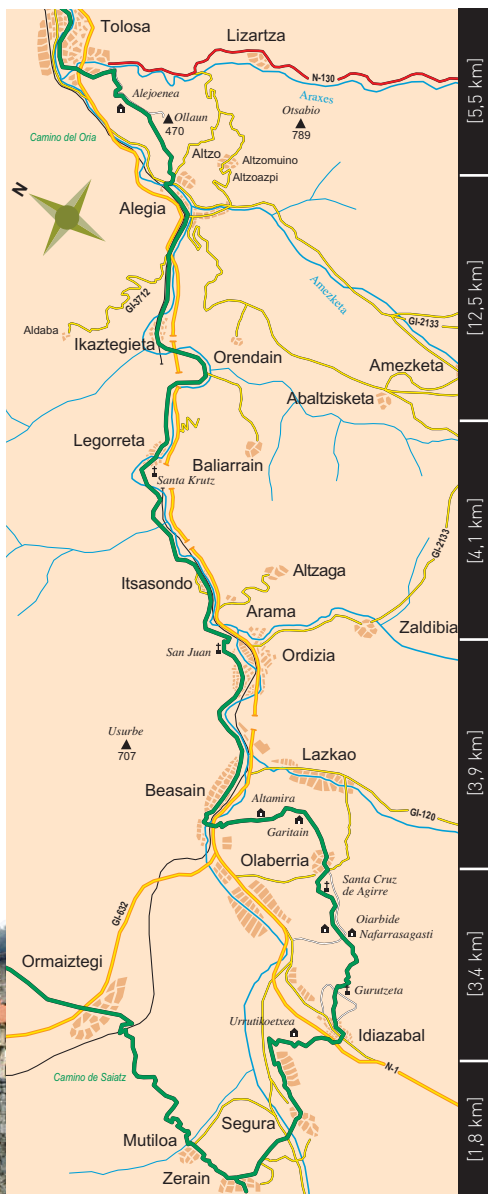 Tolosa
Lizartza
N-130
[5,5 km]
Araxes
Alejoenea
Ollaun
470
Otsabio
789
Camino del Oria
Altzo
Altzomuino
Altzoazpi
N
Alegia
[12,5 km]
Amezketa
GI-3712
GI-2133
Aldaba
Ikaztegieta
Orendain
Amezketa
Abaltzisketa
Legorreta
Baliarrain
Santa Krutz
[4,1 km]
GI-2133
Itsasondo
Altzaga
Arama
Zaldibia
San Juan
Ordizia
Usurbe
707
[3,9 km]
Lazkao
Beasain
Altamira
GI-120
Garitain
Olaberria
Santa Cruz
de Agirre
GI-632
Oiarbide
Nafarrasagasti
[3,4 km]
Ormaiztegi
Gurutzeta
Urrutikoetxea
Idiazabal
N-1
Camino de Saiatz
[1,8 km]
Segura
Mutiloa
Zerain